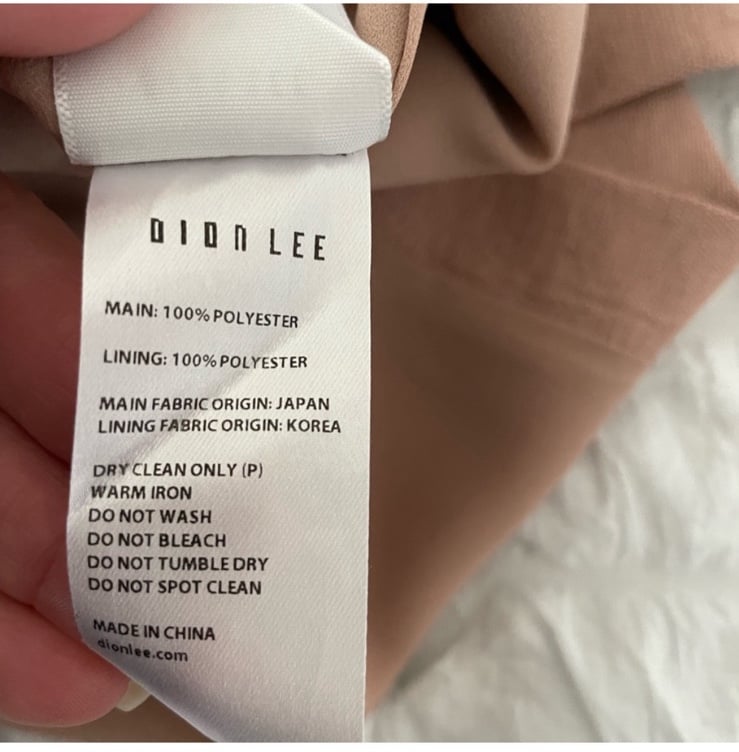 DION LEE
MAIN: 100% POLYESTER
LINING: 100% POLYESTER
MAIN FABRIC ORIGIN: JAPAN
LINING FABRIC ORIGIN: KOREA
DRY CLEAN ONLY (P)
WARM IRON
DO NOT WASH
DO NOT BLEACH
DO NOT TUMBLE DRY
DO NOT SPOT CLEAN
MADE IN CHINA
dionlee.com